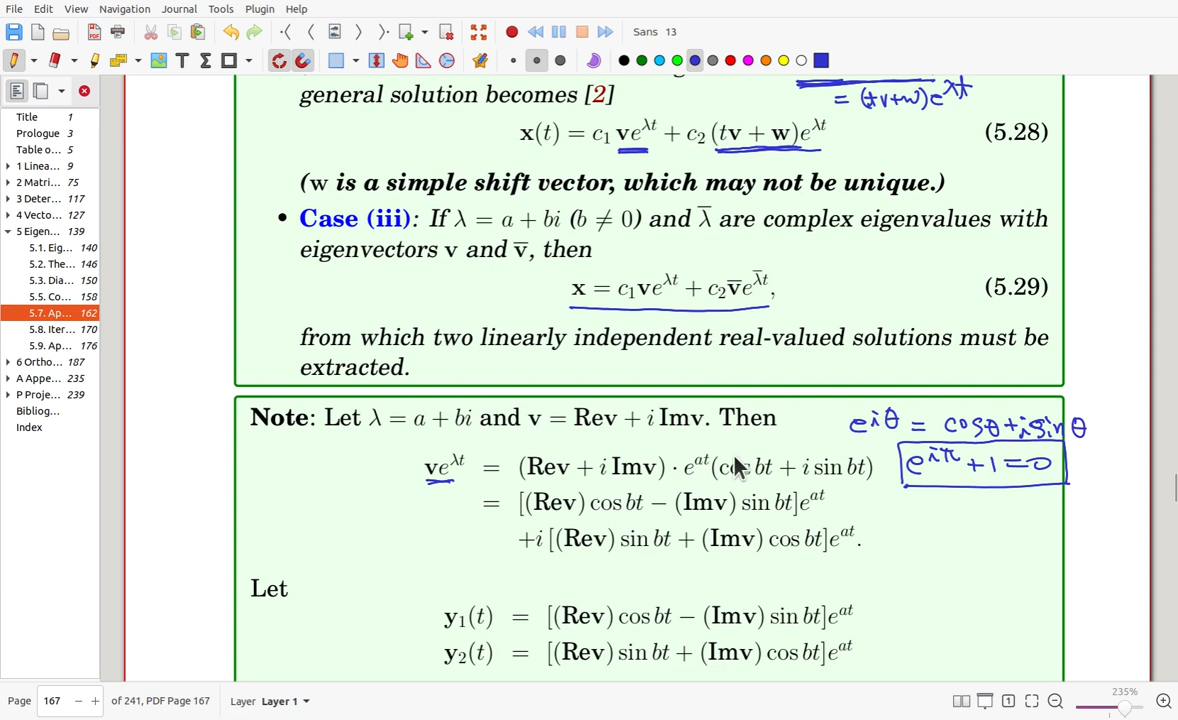 File Edit View Navigation Journal Tools Plugin Help
Sans 13
Title 1
Prologue 3
Table o... 5
1 Linea... 9
2 Matri... 75
3 Deter... 117
4 Vecto... 127
5 Eigen... 139
5.1. Eig... 140
5.2. The... 146
5.3. Dia... 150
5.5. Co... 158
5.7. Ap... 162
5.8. Iter... 170
5.9. Ap... 176
6 Ortho... 187
A Appe... 235
P Proje... 239
Bibliog...
Index
general solution becomes [2]
= (tv+w)e^λt
x(t) = c₁ve^λt + c₂(tv + w)e^λt (5.28)
(w is a simple shift vector, which may not be unique.)
• Case (iii): If λ = a + bi (b ≠ 0) and λ̅ are complex eigenvalues with
eigenvectors v and v̅, then
x = c₁ve^λt + c₂v̅e^λ̅t, (5.29)
from which two linearly independent real-valued solutions must be
extracted.
Note: Let λ = a + bi and v = Rev + i Imv. Then
e^iθ = cosθ + i sinθ
ve^λt = (Rev + i Imv) · e^at(cos bt + i sin bt)
e^iπ + 1 = 0
= [(Rev) cos bt − (Imv) sin bt]e^at
+i [(Rev) sin bt + (Imv) cos bt]e^at.
Let
y₁(t) = [(Rev) cos bt − (Imv) sin bt]e^at
y₂(t) = [(Rev) sin bt + (Imv) cos bt]e^at
Page 167 − + of 241, PDF Page 167 Layer Layer 1
235%